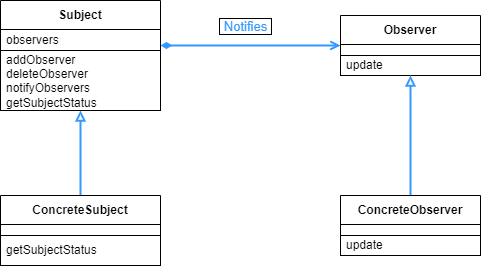 Subject
observers
addObserver
deleteObserver
notifyObservers
getSubjectStatus
Notifies
Observer
update
ConcreteSubject
getSubjectStatus
ConcreteObserver
update